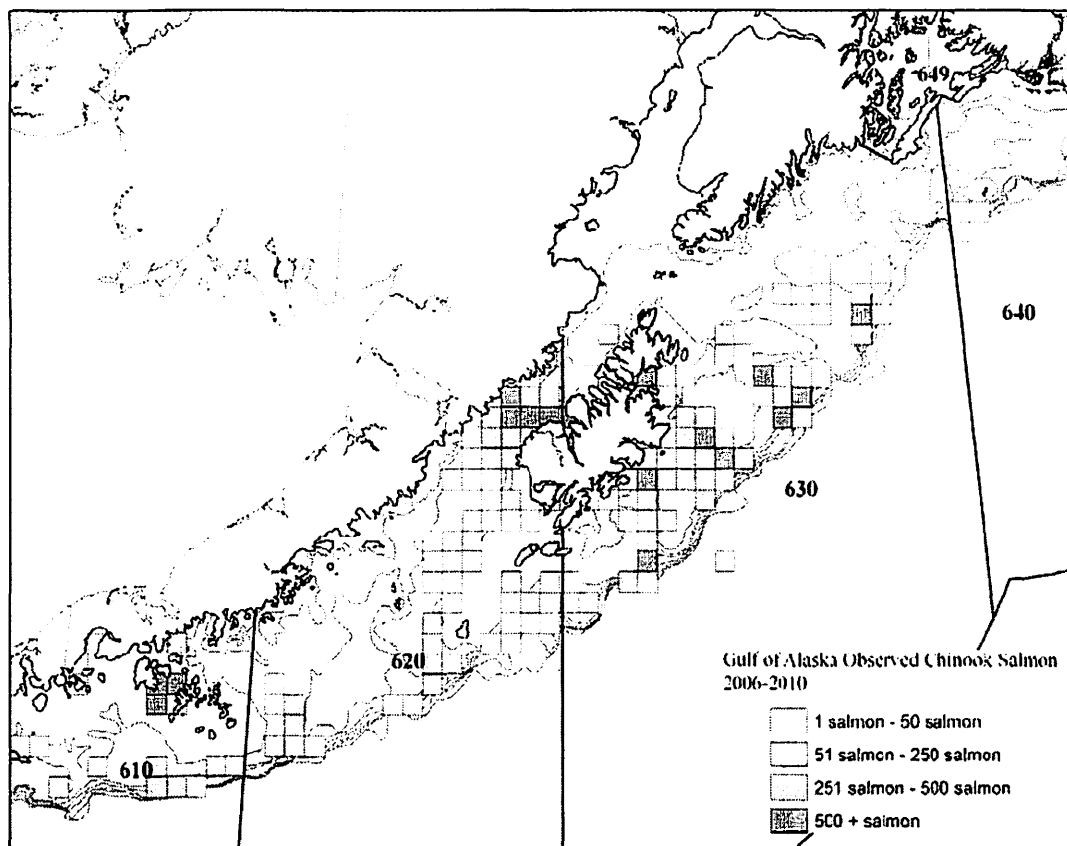 649
640
630
620
610
Gulf of Alaska Observed Chinook Salmon
2006-2010
1 salmon - 50 salmon
51 salmon - 250 salmon
251 salmon - 500 salmon
500 + salmon